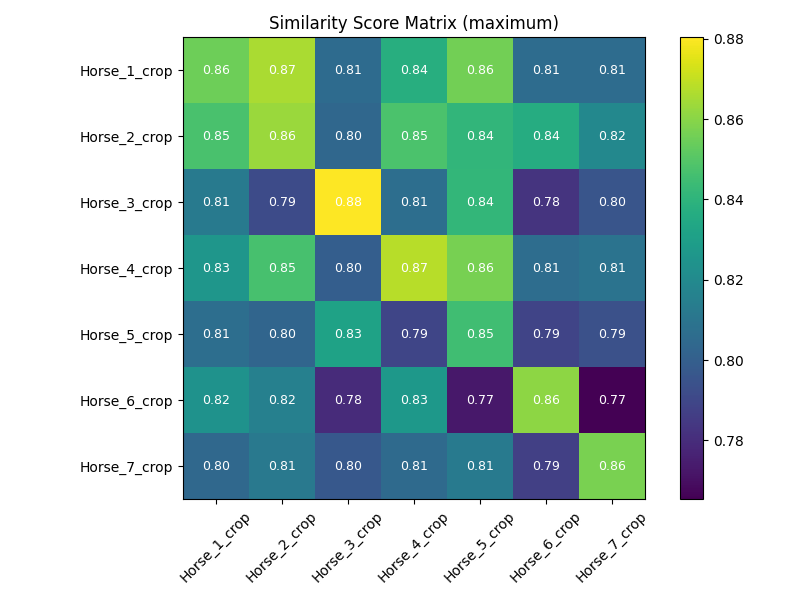 Similarity Score Matrix (maximum)
Horse_1_crop 0.86 0.87 0.81 0.84 0.86 0.81 0.81
Horse_2_crop 0.85 0.86 0.80 0.85 0.84 0.84 0.82
Horse_3_crop 0.81 0.79 0.88 0.81 0.84 0.78 0.80
Horse_4_crop 0.83 0.85 0.80 0.87 0.86 0.81 0.81
Horse_5_crop 0.81 0.80 0.83 0.79 0.85 0.79 0.79
Horse_6_crop 0.82 0.82 0.78 0.83 0.77 0.86 0.77
Horse_7_crop 0.80 0.81 0.80 0.81 0.81 0.79 0.86
Horse_1_crop Horse_2_crop Horse_3_crop Horse_4_crop Horse_5_crop Horse_6_crop Horse_7_crop
0.88
0.86
0.84
0.82
0.80
0.78